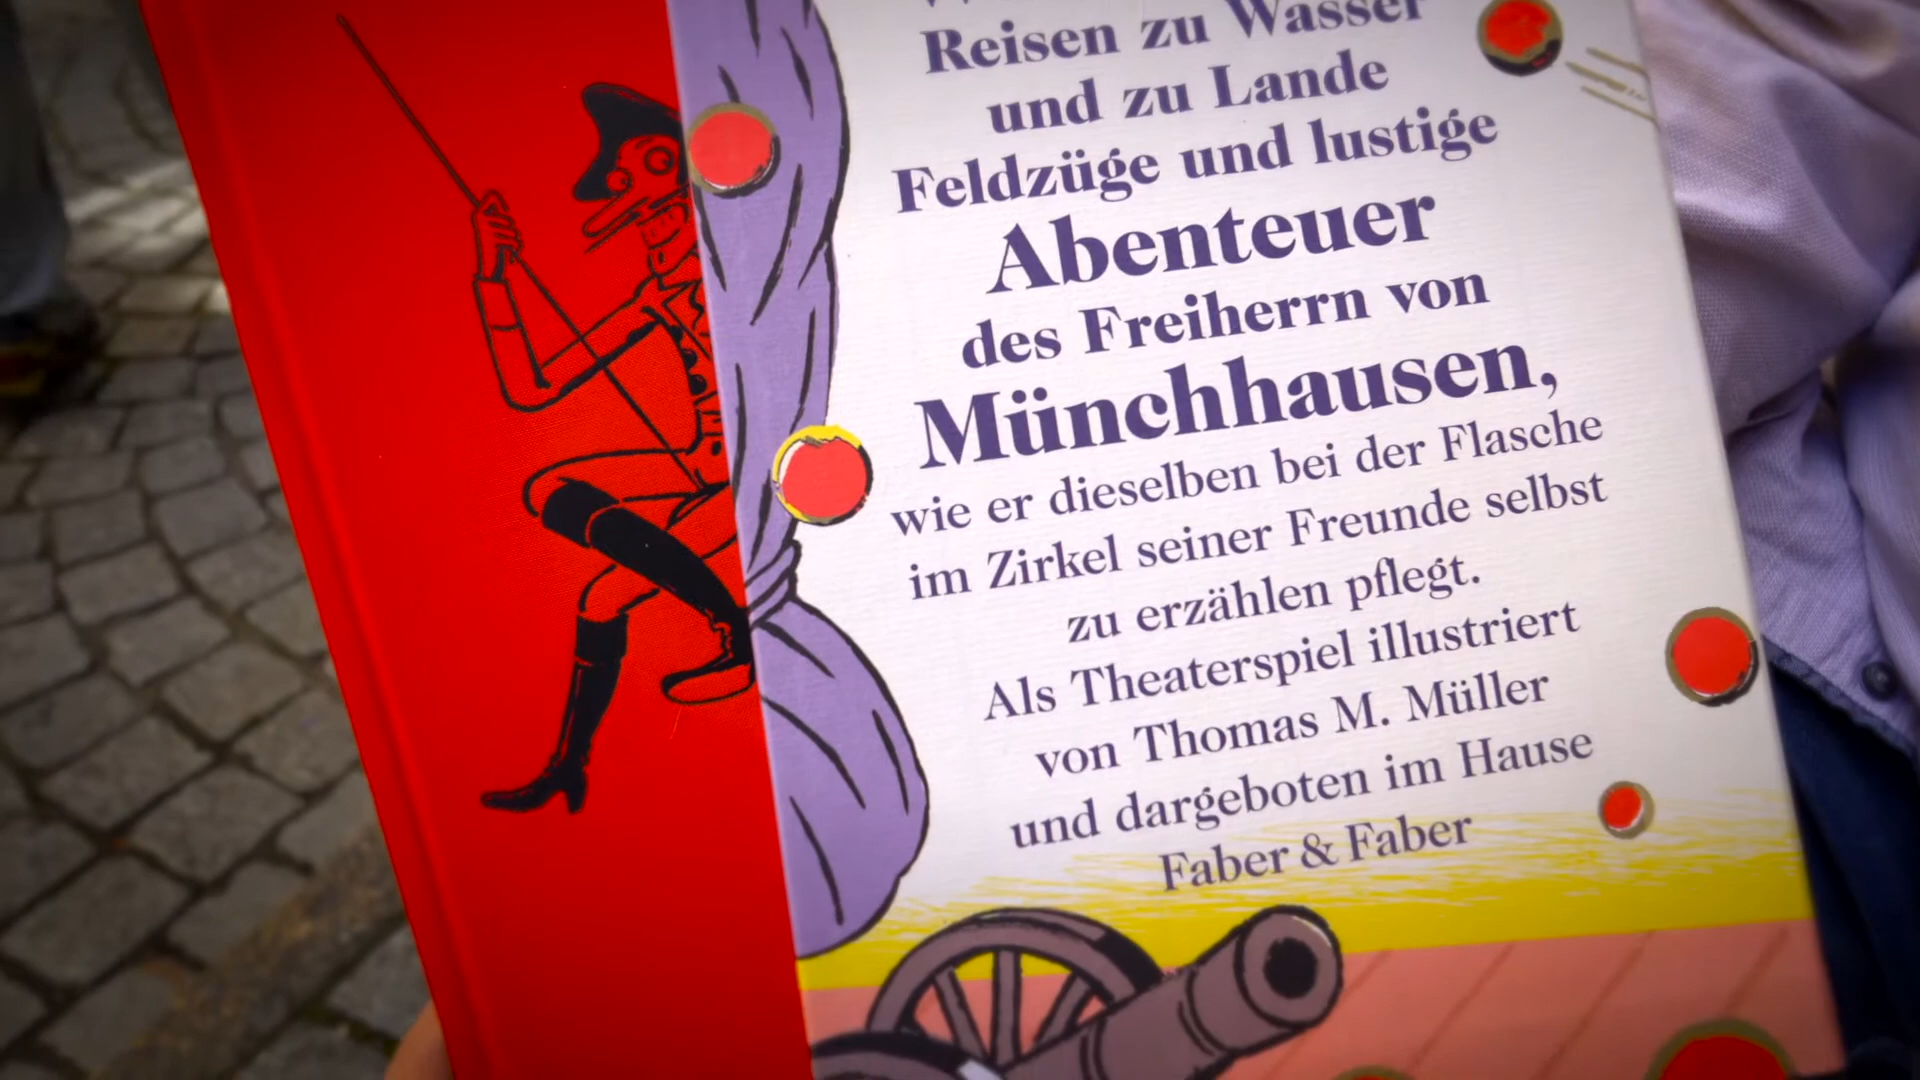 Reisen zu Wasser
und zu Lande
Feldzüge und lustige
Abenteuer
des Freiherrn von
Münchhausen,
wie er dieselben bei der Flasche
im Zirkel seiner Freunde selbst
zu erzählen pflegt.
Als Theaterspiel illustriert
von Thomas M. Müller
und dargeboten im Hause
Faber & Faber